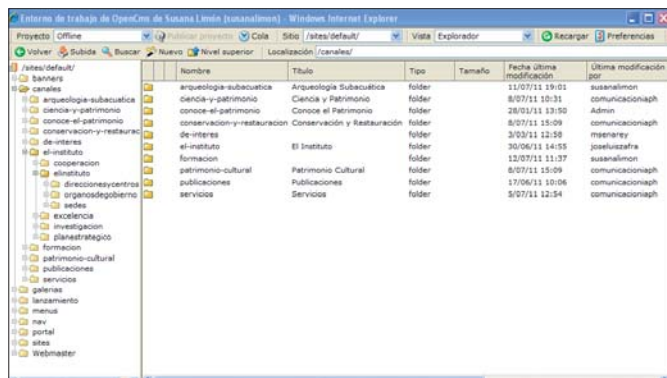 Entorno de trabajo de OpenCms de Susana Limón (susanalimon) - Windows Internet Explorer
Proyecto Offline Publicar proyecto Cola Sitio /sites/default/ Vista Explorador Recargar Preferencias
Volver Subida Buscar Nuevo Nivel superior Localización /canales/
/sites/default/
banners
canales
arqueologia-subacuatica
ciencia-y-patrimonio
conoce-el-patrimonio
conservacion-y-restaurac
de-interes
el-instituto
cooperacion
elinstituto
direccionesycentros
organosdegobierno
sedes
excelencia
investigacion
planestrategico
formacion
patrimonio-cultural
publicaciones
servicios
galerias
lanzamiento
menus
nav
portal
sites
Webmaster
Nombre Título Tipo Tamaño Fecha última modificación Última modificación por
arqueologia-subacuatica Arqueología Subacuática folder 11/07/11 19:01 susanalimon
ciencia-y-patrimonio Ciencia y Patrimonio folder 8/07/11 10:31 comunicacioniaph
conoce-el-patrimonio Conoce el Patrimonio folder 28/01/11 13:50 Admin
conservacion-y-restauracion Conservación y Restauración folder 8/07/11 15:09 comunicacioniaph
de-interes folder 3/03/11 12:58 msenarey
el-instituto El Instituto folder 30/06/11 14:55 joseluiszafra
formacion folder 12/07/11 11:37 susanalimon
patrimonio-cultural Patrimonio Cultural folder 8/07/11 15:09 comunicacioniaph
publicaciones Publicaciones folder 17/06/11 10:06 comunicacioniaph
servicios Servicios folder 5/07/11 12:54 comunicacioniaph